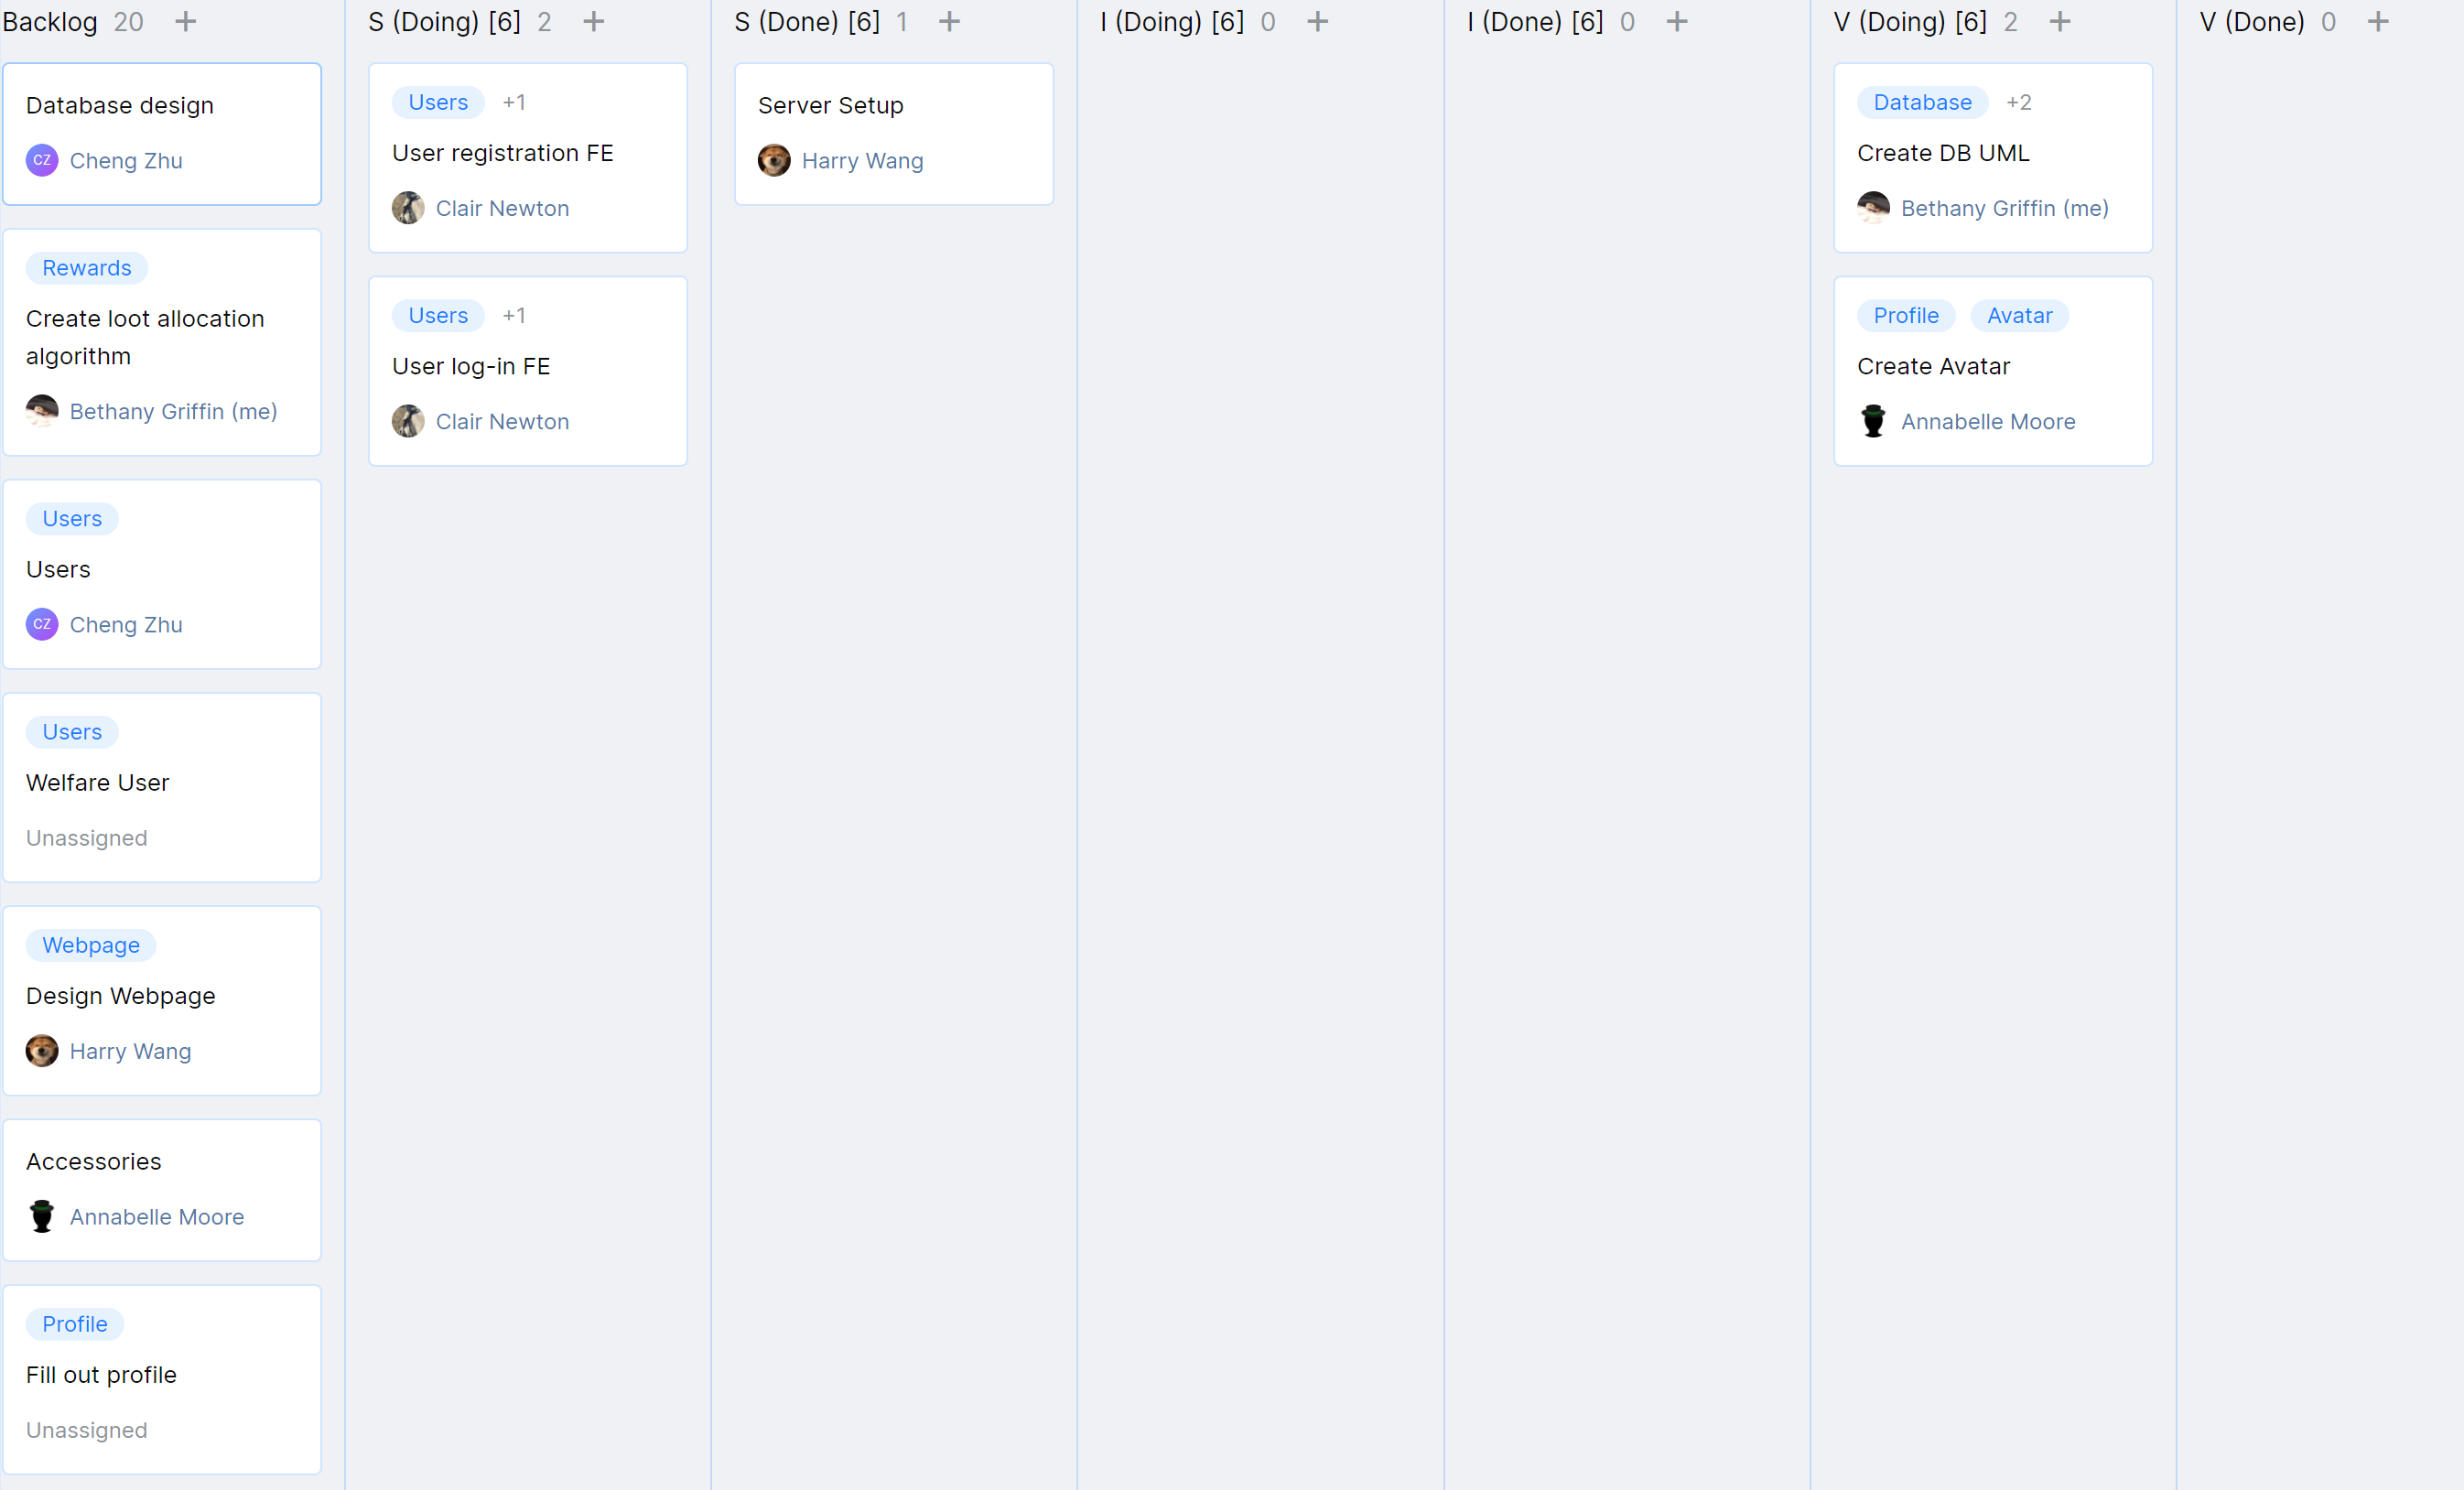 Backlog 20 +
Database design
CZ Cheng Zhu
Rewards
Create loot allocation
algorithm
Bethany Griffin (me)
Users
Users
CZ Cheng Zhu
Users
Welfare User
Unassigned
Webpage
Design Webpage
Harry Wang
Accessories
Annabelle Moore
Profile
Fill out profile
Unassigned
S (Doing) [6] 2 +
Users +1
User registration FE
Clair Newton
Users +1
User log-in FE
Clair Newton
S (Done) [6] 1 +
Server Setup
Harry Wang
I (Doing) [6] 0 +
I (Done) [6] 0 +
V (Doing) [6] 2 +
Database +2
Create DB UML
Bethany Griffin (me)
Profile Avatar
Create Avatar
Annabelle Moore
V (Done) 0 +